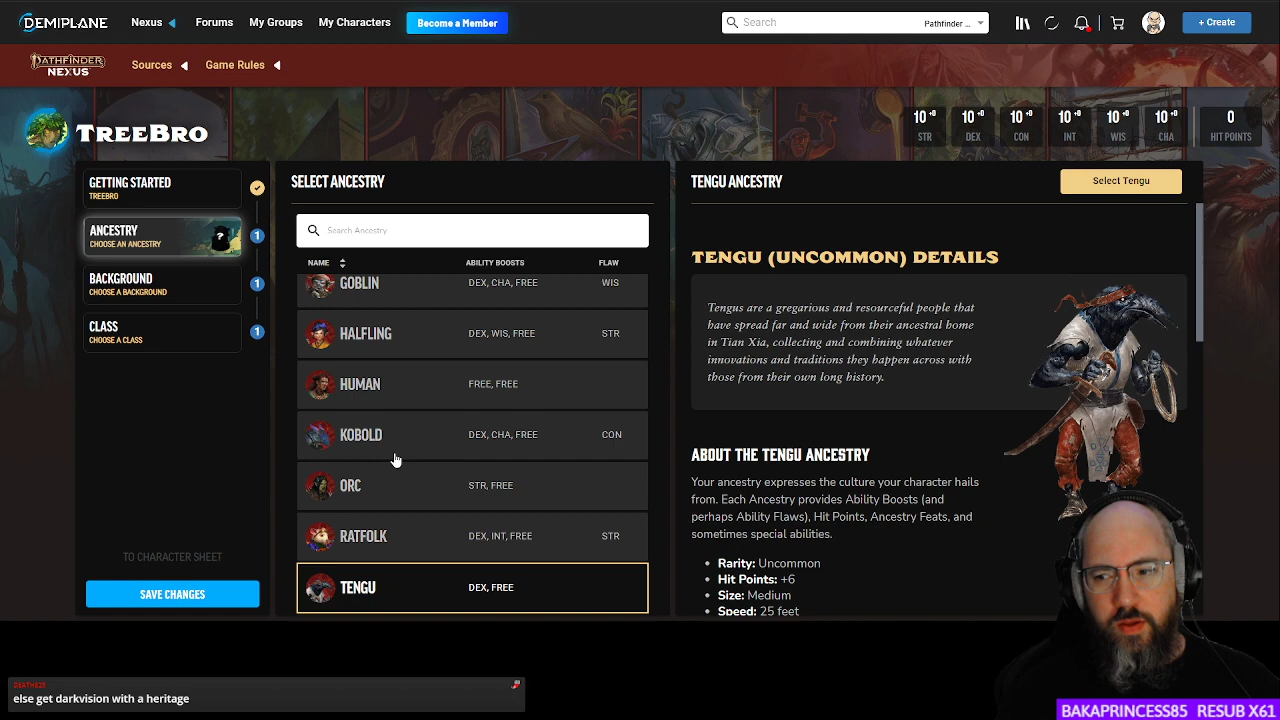 DEMIPLANE
Nexus
Forums
My Groups
My Characters
Become a Member
Search
Pathfinder ...
+ Create
PATHFINDER
NEXUS
Sources
Game Rules
TREEBRO
10 +0
STR
10 +0
DEX
10 +0
CON
10 +0
INT
10 +0
WIS
10 +0
CHA
0
HIT POINTS
GETTING STARTED
TREEBRO
ANCESTRY
CHOOSE AN ANCESTRY
?
1
BACKGROUND
CHOOSE A BACKGROUND
1
CLASS
CHOOSE A CLASS
1
TO CHARACTER SHEET
SAVE CHANGES
SELECT ANCESTRY
Search Ancestry
NAME ABILITY BOOSTS FLAW
GOBLIN DEX, CHA, FREE WIS
HALFLING DEX, WIS, FREE STR
HUMAN FREE, FREE
KOBOLD DEX, CHA, FREE CON
ORC STR, FREE
RATFOLK DEX, INT, FREE STR
TENGU DEX, FREE
TENGU ANCESTRY
Select Tengu
TENGU (UNCOMMON) DETAILS
Tengus are a gregarious and resourceful people that
have spread far and wide from their ancestral home
in Tian Xia, collecting and combining whatever
innovations and traditions they happen across with
those from their own long history.
ABOUT THE TENGU ANCESTRY
Your ancestry expresses the culture your character hails
from. Each Ancestry provides Ability Boosts (and
perhaps Ability Flaws), Hit Points, Ancestry Feats, and
sometimes special abilities.
• Rarity: Uncommon
• Hit Points: +6
• Size: Medium
• Speed: 25 feet
else get darkvision with a heritage
BAKAPRINCESS85 RESUB X61